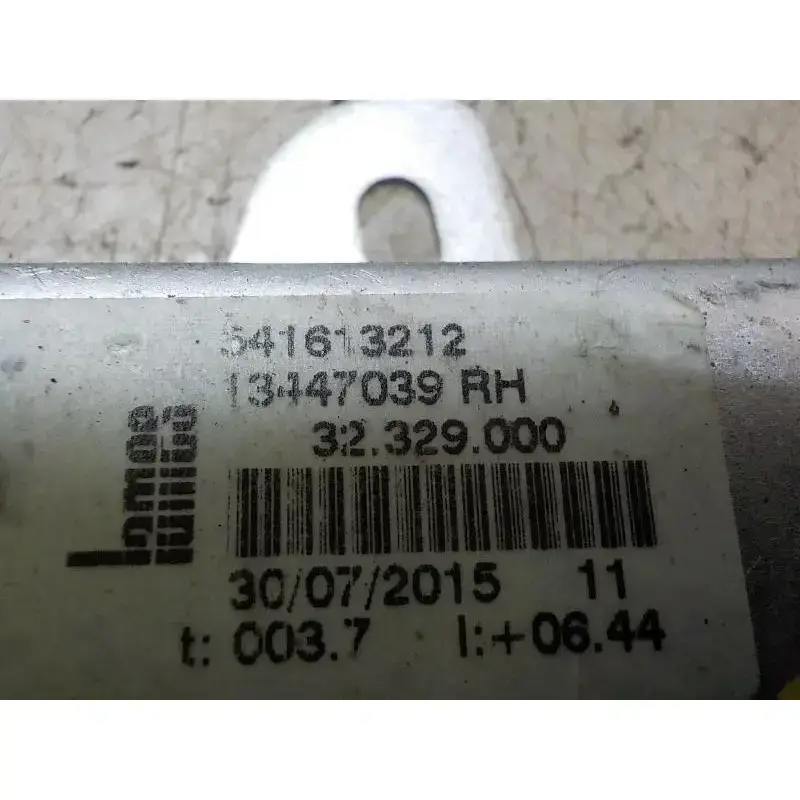 541613212
13447039 RH
32.329.000
30/07/2015 11
t: 003.7 l:+06.44